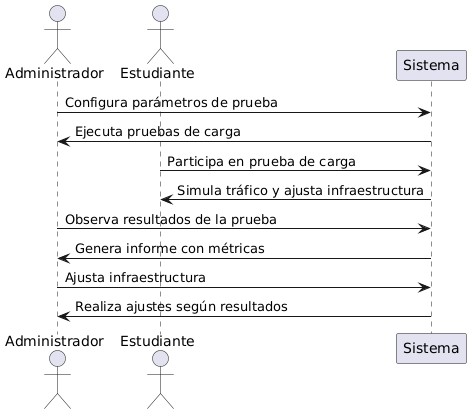 Administrador Estudiante Sistema
Configura parámetros de prueba
Ejecuta pruebas de carga
Participa en prueba de carga
Simula tráfico y ajusta infraestructura
Observa resultados de la prueba
Genera informe con métricas
Ajusta infraestructura
Realiza ajustes según resultados
Administrador Estudiante Sistema